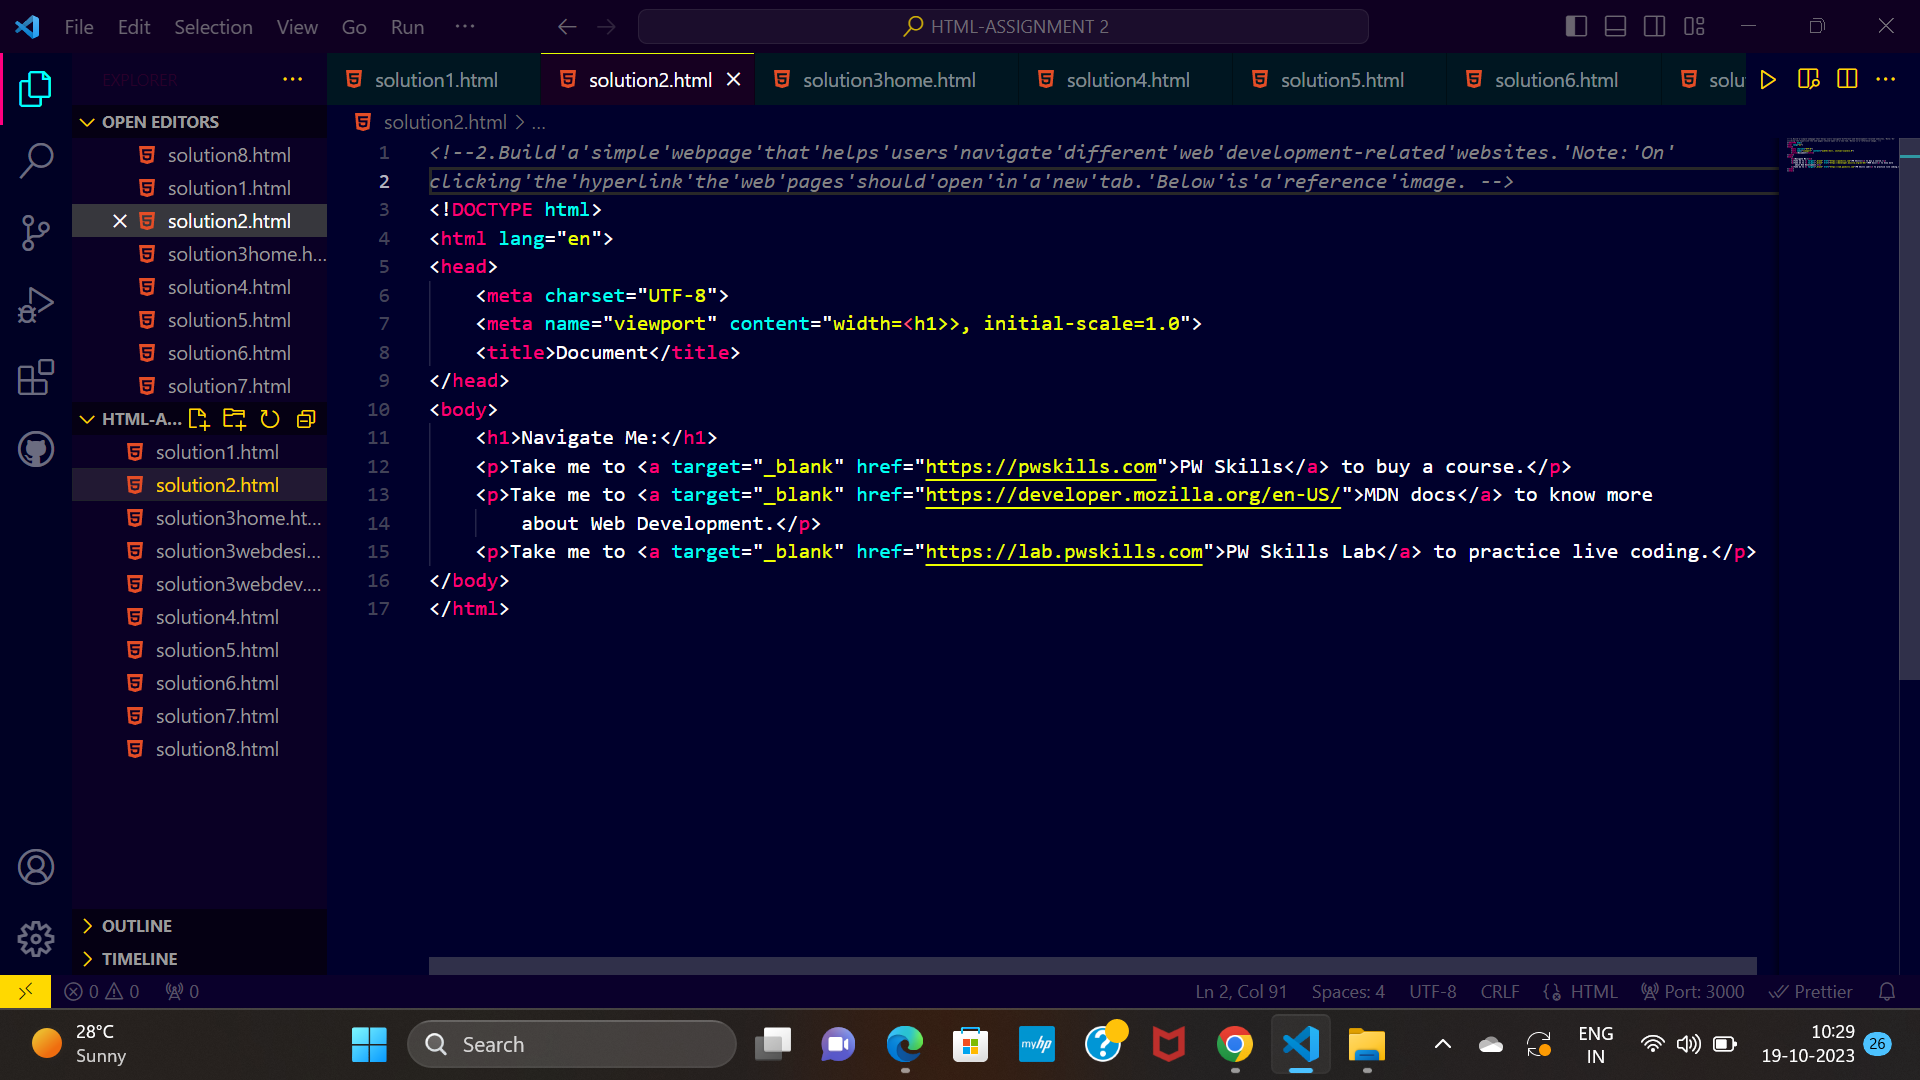 File Edit Selection View Go Run ... HTML-ASSIGNMENT 2
EXPLORER
OPEN EDITORS
solution8.html
solution1.html
solution2.html
solution3home.h...
solution4.html
solution5.html
solution6.html
solution7.html
HTML-A...
solution1.html
solution2.html
solution3home.ht...
solution3webdesi...
solution3webdev....
solution4.html
solution5.html
solution6.html
solution7.html
solution8.html
OUTLINE
TIMELINE
solution1.html solution2.html solution3home.html solution4.html solution5.html solution6.html solu
solution2.html > ...
1 <!--2.Build'a'simple'webpage'that'helps'users'navigate'different'web'development-related'websites.'Note:'On'
2 clicking'the'hyperlink'the'web'pages'should'open'in'a'new'tab.'Below'is'a'reference'image. -->
3 <!DOCTYPE html>
4 <html lang="en">
5 <head>
6 <meta charset="UTF-8">
7 <meta name="viewport" content="width=<h1>>, initial-scale=1.0">
8 <title>Document</title>
9 </head>
10 <body>
11 <h1>Navigate Me:</h1>
12 <p>Take me to <a target="_blank" href="https://pwskills.com">PW Skills</a> to buy a course.</p>
13 <p>Take me to <a target="_blank" href="https://developer.mozilla.org/en-US/">MDN docs</a> to know more
14 about Web Development.</p>
15 <p>Take me to <a target="_blank" href="https://lab.pwskills.com">PW Skills Lab</a> to practice live coding.</p>
16 </body>
17 </html>
0 0 0 Ln 2, Col 91 Spaces: 4 UTF-8 CRLF HTML Port: 3000 Prettier
28°C
Sunny
Search
myhp
ENG
IN
10:29
19-10-2023
26